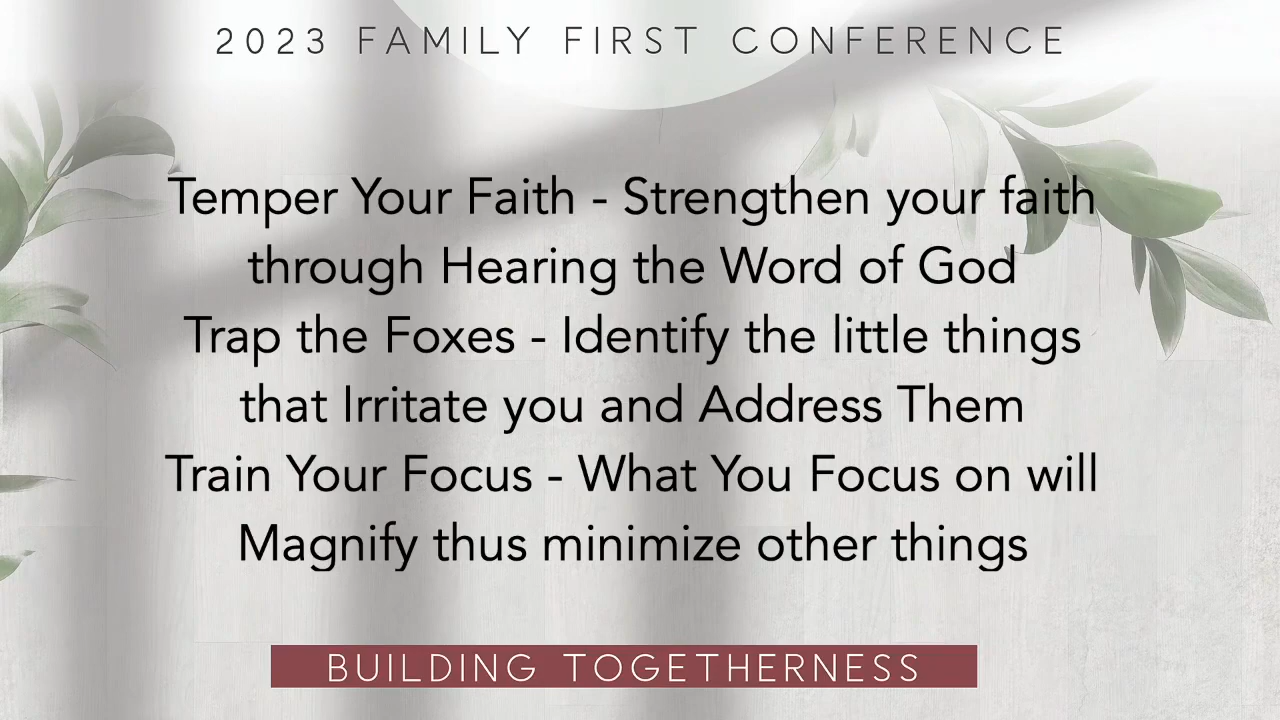 2023 FAMILY FIRST CONFERENCE
Temper Your Faith - Strengthen your faith
through Hearing the Word of God
Trap the Foxes - Identify the little things
that Irritate you and Address Them
Train Your Focus - What You Focus on will
Magnify thus minimize other things
BUILDING TOGETHERNESS